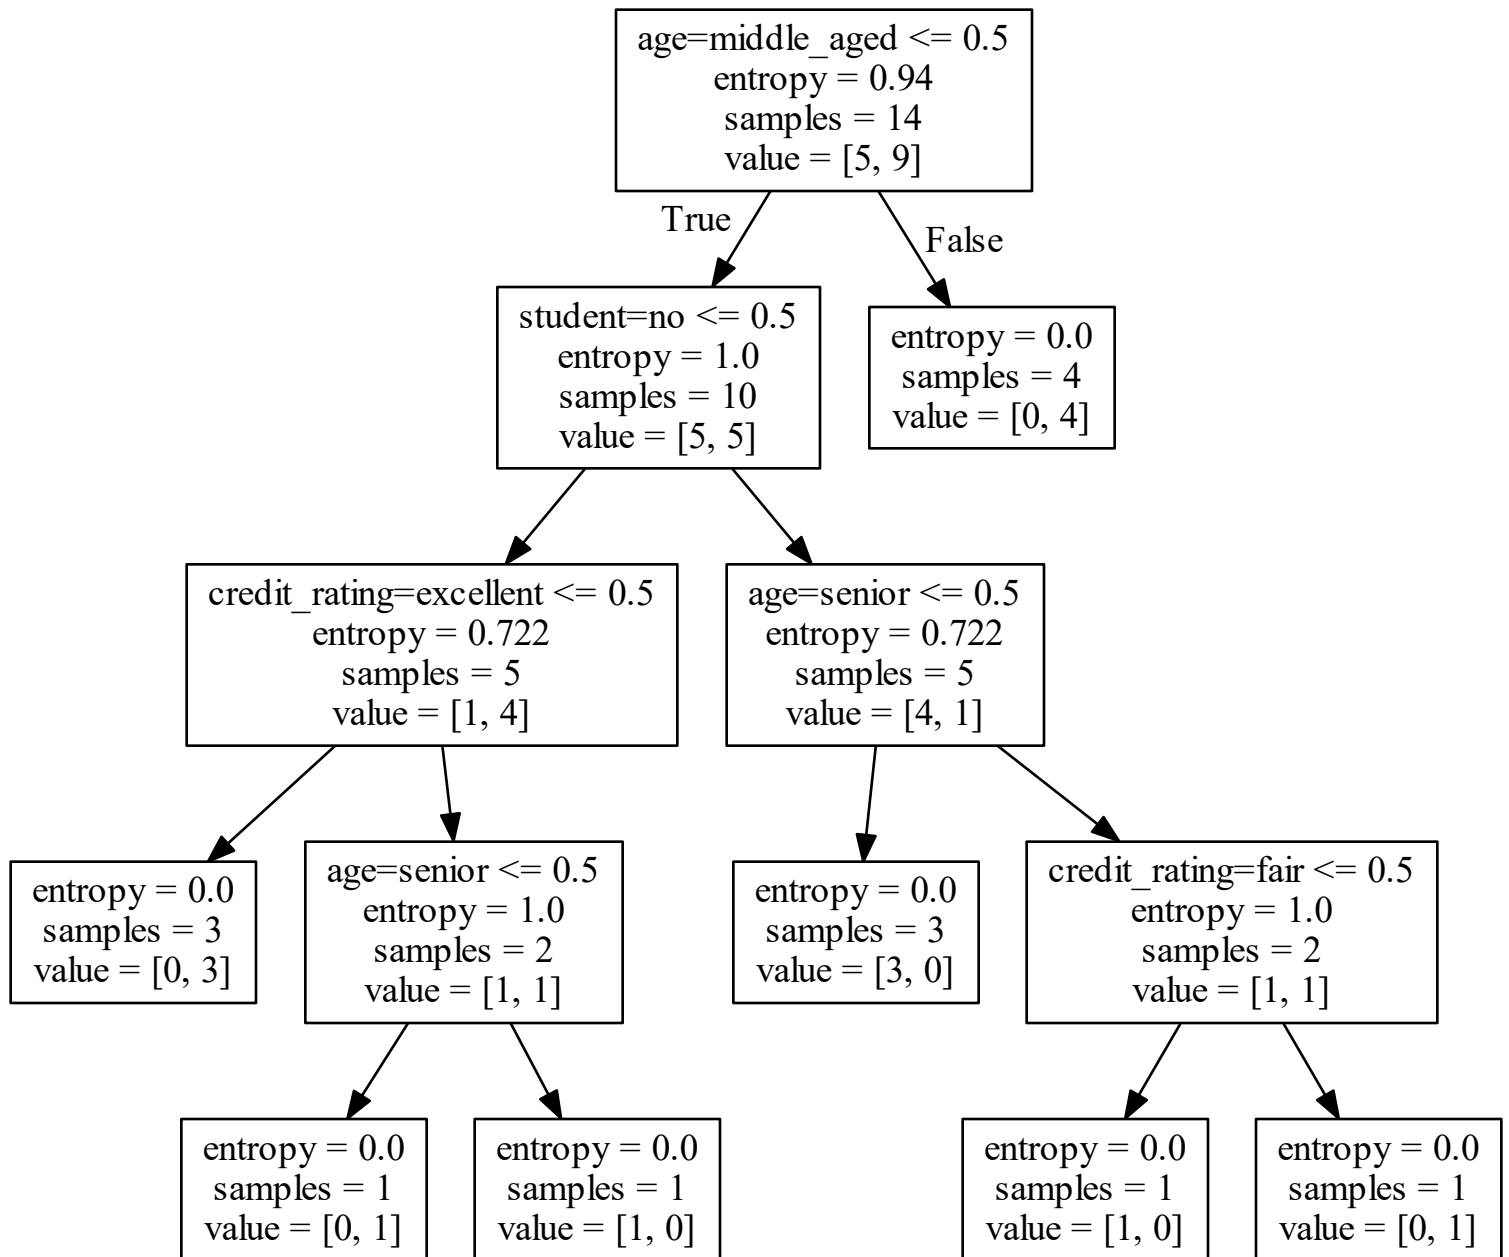 age=middle_aged <= 0.5
entropy = 0.94
samples = 14
value = [5, 9]
True
False
student=no <= 0.5
entropy = 1.0
samples = 10
value = [5, 5]
entropy = 0.0
samples = 4
value = [0, 4]
credit_rating=excellent <= 0.5
entropy = 0.722
samples = 5
value = [1, 4]
age=senior <= 0.5
entropy = 0.722
samples = 5
value = [4, 1]
entropy = 0.0
samples = 3
value = [0, 3]
age=senior <= 0.5
entropy = 1.0
samples = 2
value = [1, 1]
entropy = 0.0
samples = 3
value = [3, 0]
credit_rating=fair <= 0.5
entropy = 1.0
samples = 2
value = [1, 1]
entropy = 0.0
samples = 1
value = [0, 1]
entropy = 0.0
samples = 1
value = [1, 0]
entropy = 0.0
samples = 1
value = [1, 0]
entropy = 0.0
samples = 1
value = [0, 1]